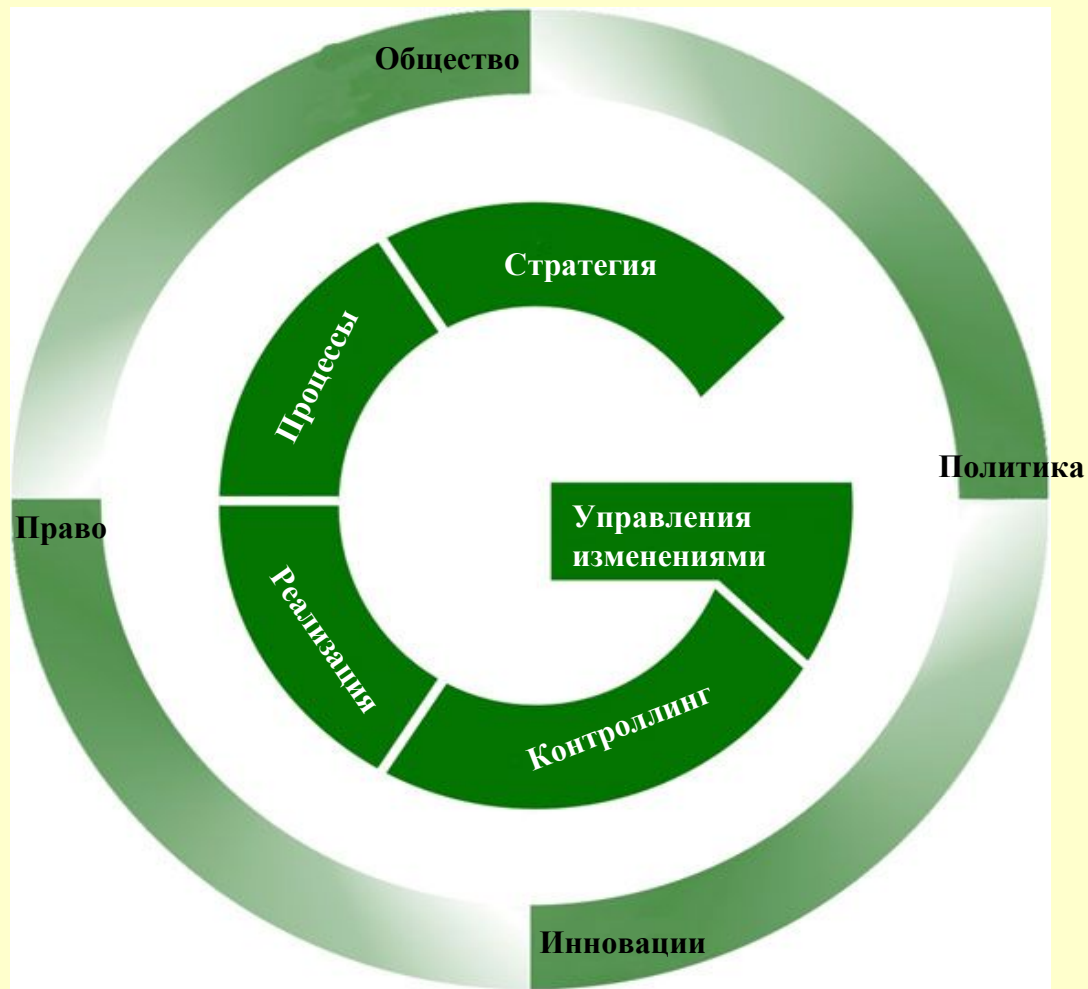 Общество
Стратегия
Процессы
Политика
Право
Управления
изменениями
Реализация
Контроллинг
Инновации